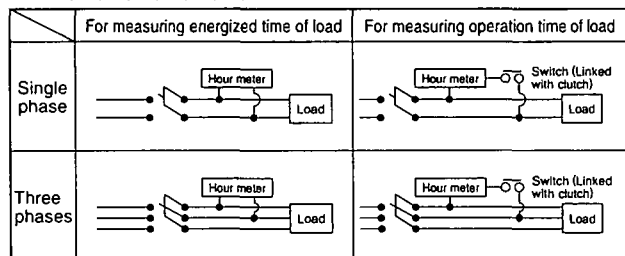 For measuring energized time of load
For measuring operation time of load
Single
phase
Hour meter
Load
Hour meter
Switch (Linked
with clutch)
Load
Three
phases
Hour meter
Load
Hour meter
Switch (Linked
with clutch)
Load